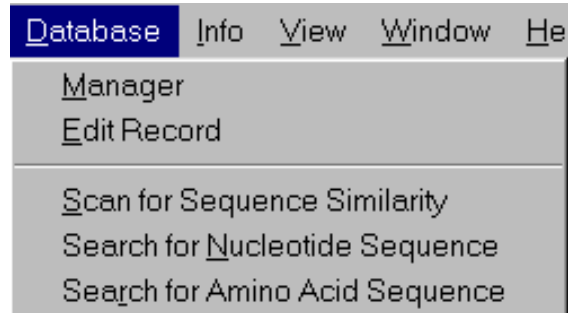 Database Info View Window He
Manager
Edit Record
Scan for Sequence Similarity
Search for Nucleotide Sequence
Search for Amino Acid Sequence